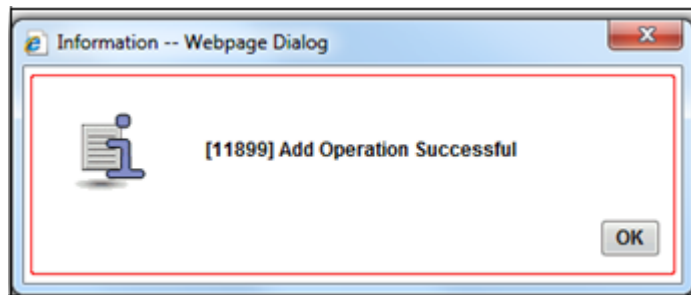 Information -- Webpage Dialog
[11899] Add Operation Successful
OK